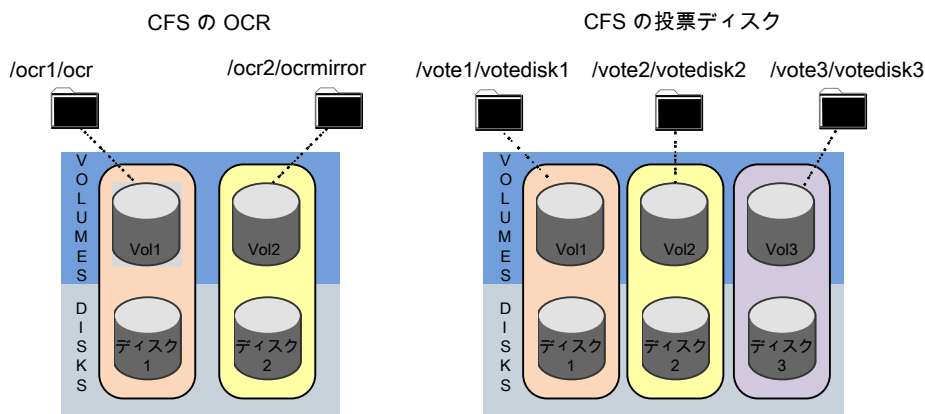 CFS の OCR
/ocr1/ocr
/ocr2/ocrmirror
VOLUMES
Vol1
Vol2
DISKS
ディスク
1
ディスク
2
CFS の投票ディスク
/vote1/votedisk1
/vote2/votedisk2
/vote3/votedisk3
VOLUMES
Vol1
Vol2
Vol3
DISKS
ディスク
1
ディスク
2
ディスク
3